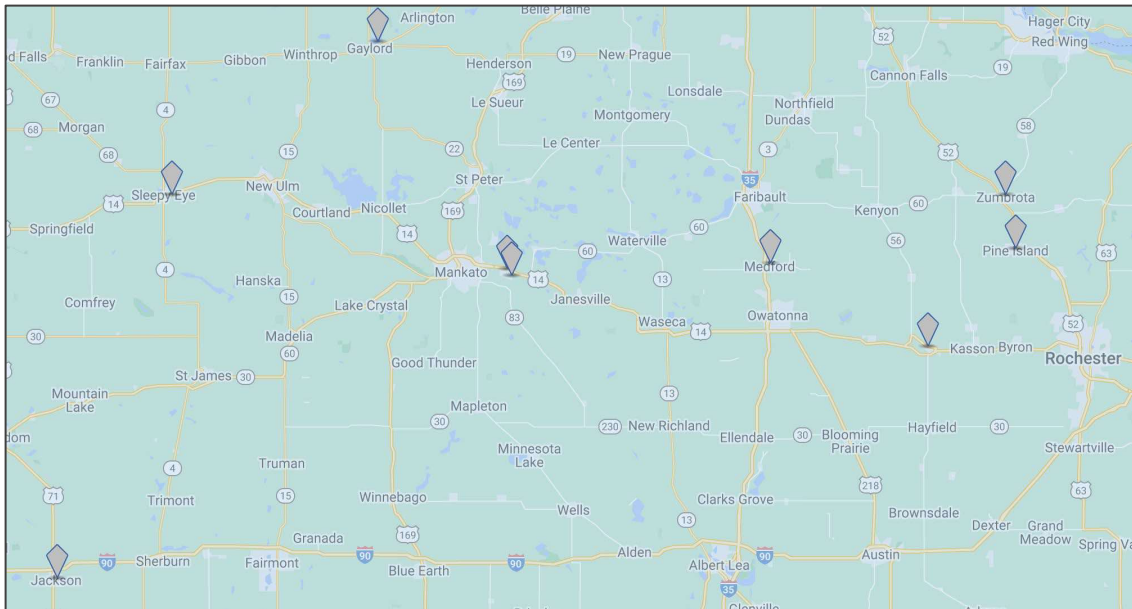 Arlington
Belle Plaine
Hager City
Gaylord
52
Red Wing
d Falls
Franklin
Fairfax
Gibbon
Winthrop
19
New Prague
Henderson
169
Cannon Falls
19
67
4
Le Sueur
Lonsdale
Northfield
Dundas
68
Morgan
Montgomery
58
68
15
22
Le Center
3
52
St Peter
35
Sleepy Eye
New Ulm
Faribault
Zumbrota
14
Courtland
Nicollet
169
Kenyon
60
Springfield
14
Waterville
60
56
60
Pine Island
63
4
Mankato
Medford
Hanska
14
13
15
Janesville
Comfrey
Lake Crystal
83
Owatonna
Waseca
14
52
30
Madelia
Kasson
Byron
60
Good Thunder
Rochester
St James
30
Mountain
Lake
13
Mapleton
30
230
New Richland
Hayfield
30
dom
Ellendale
30
Blooming
Prairie
Minnesota
Lake
Stewartville
Truman
4
71
15
218
63
Trimont
Winnebago
Clarks Grove
Wells
Brownsdale
13
Dexter
Grand
Meadow
169
Granada
90
90
Sherburn
Fairmont
90
90
Alden
Austin
Spring Va
Blue Earth
Albert Lea
Jackson
35
Glenville